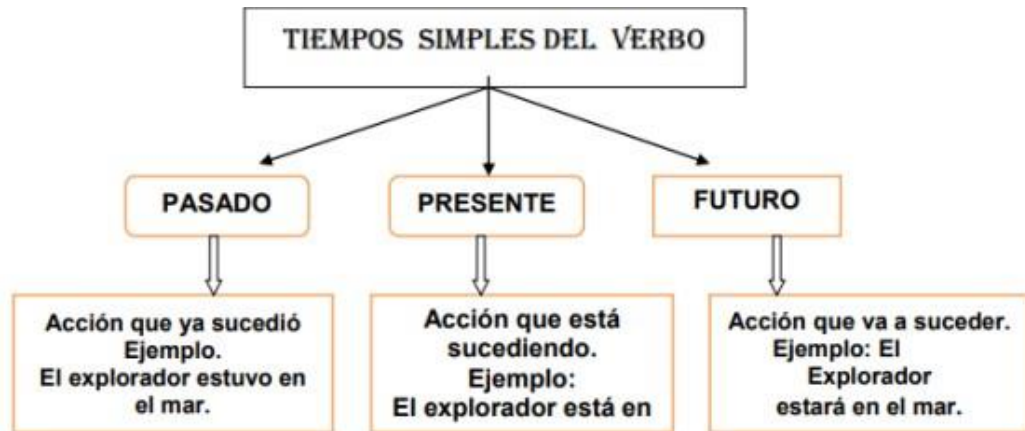 TIEMPOS SIMPLES DEL VERBO
PASADO
PRESENTE
FUTURO
Acción que ya sucedió
Ejemplo.
El explorador estuvo en
el mar.
Acción que está
sucediendo.
Ejemplo:
El explorador está en
Acción que va a suceder.
Ejemplo: El
Explorador
estará en el mar.